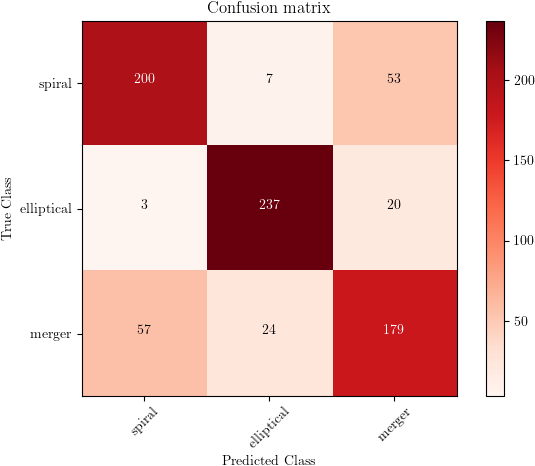 Confusion matrix
spiral 200 7 53
elliptical 3 237 20
merger 57 24 179
spiral elliptical merger
Predicted Class
True Class
200
150
100
50